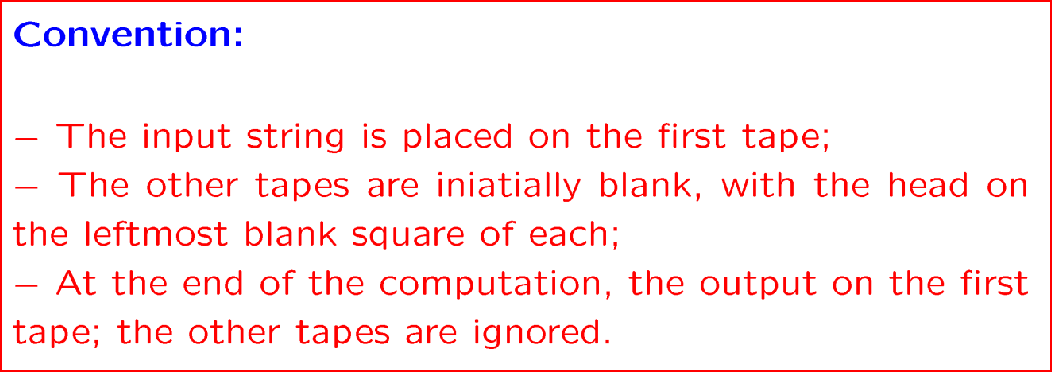 Convention:
− The input string is placed on the first tape;
− The other tapes are iniatially blank, with the head on
the leftmost blank square of each;
− At the end of the computation, the output on the first
tape; the other tapes are ignored.